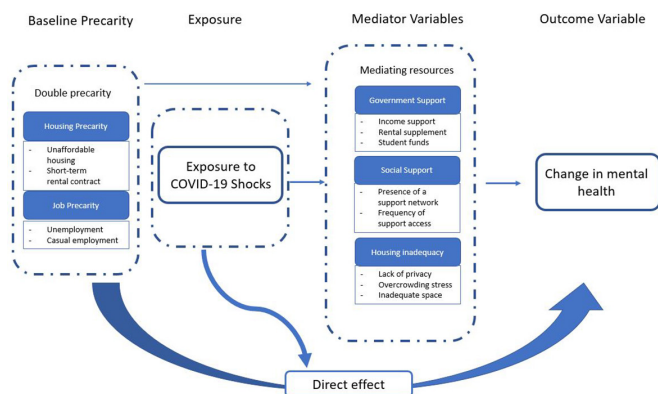 Baseline Precarity
Exposure
Mediator Variables
Outcome Variable
Double precarity
Housing Precarity
- Unaffordable
housing
- Short-term
rental contract
Job Precarity
- Unemployment
- Casual employment
Exposure to
COVID-19 Shocks
Mediating resources
Government Support
- Income support
- Rental supplement
- Student funds
Social Support
- Presence of a
support network
- Frequency of
support access
Housing inadequacy
- Lack of privacy
- Overcrowding stress
- Inadequate space
Change in mental
health
Direct effect